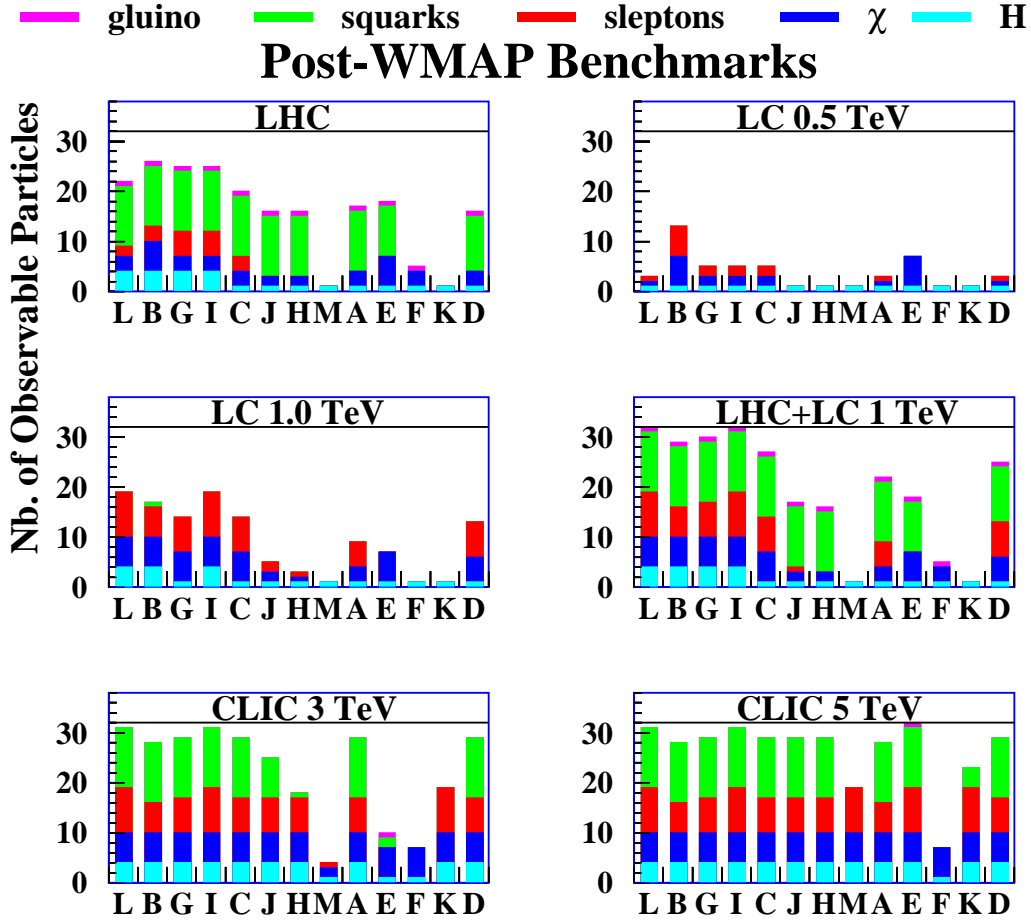 gluino squarks sleptons χ H
Post-WMAP Benchmarks
Nb. of Observable Particles
LHC
30
20
10
0
L B G I C J H M A E F K D
LC 0.5 TeV
30
20
10
0
L B G I C J H M A E F K D
LC 1.0 TeV
30
20
10
0
L B G I C J H M A E F K D
LHC+LC 1 TeV
30
20
10
0
L B G I C J H M A E F K D
CLIC 3 TeV
30
20
10
0
L B G I C J H M A E F K D
CLIC 5 TeV
30
20
10
0
L B G I C J H M A E F K D